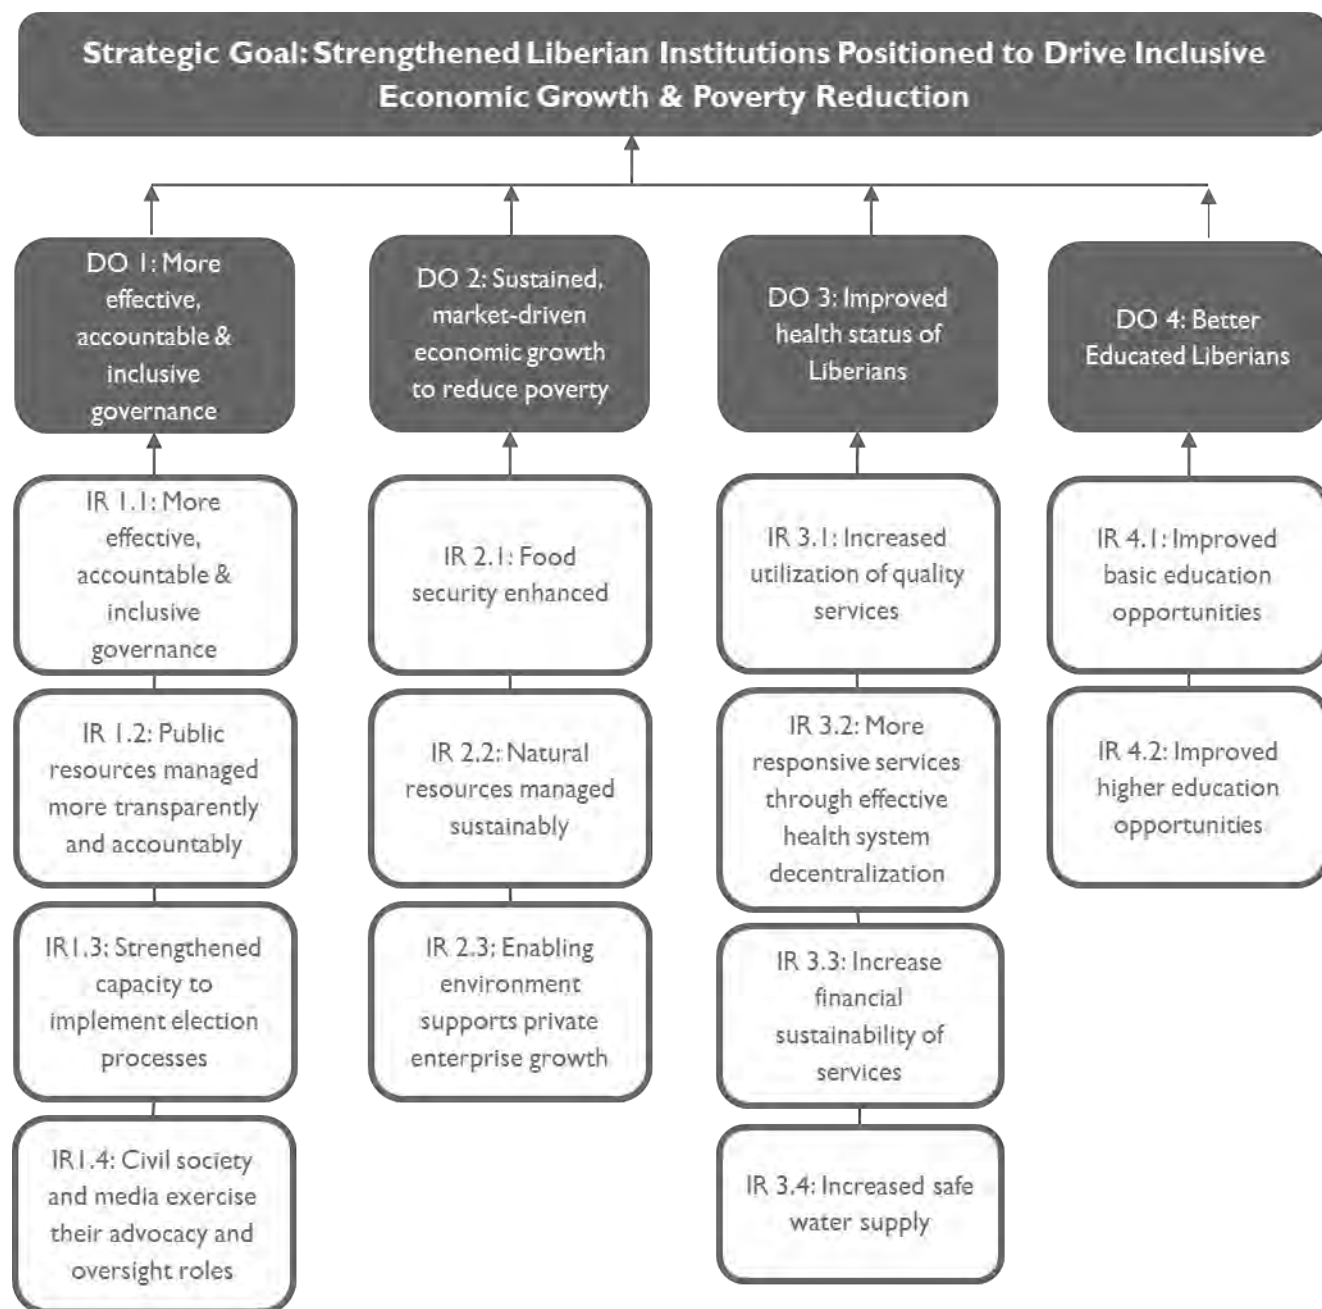 Strategic Goal: Strengthened Liberian Institutions Positioned to Drive Inclusive
Economic Growth & Poverty Reduction
DO 1: More
effective,
accountable &
inclusive
governance
DO 2: Sustained,
market-driven
economic growth
to reduce poverty
DO 3: Improved
health status of
Liberians
DO 4: Better
Educated Liberians
IR 1.1: More
effective,
accountable &
inclusive
governance
IR 2.1: Food
security enhanced
IR 3.1: Increased
utilization of quality
services
IR 4.1: Improved
basic education
opportunities
IR 1.2: Public
resources managed
more transparently
and accountably
IR 2.2: Natural
resources managed
sustainably
IR 3.2: More
responsive services
through effective
health system
decentralization
IR 4.2: Improved
higher education
opportunities
IR1.3: Strengthened
capacity to
implement election
processes
IR 2.3: Enabling
environment
supports private
enterprise growth
IR 3.3: Increase
financial
sustainability of
services
IR1.4: Civil society
and media exercise
their advocacy and
oversight roles
IR 3.4: Increased safe
water supply